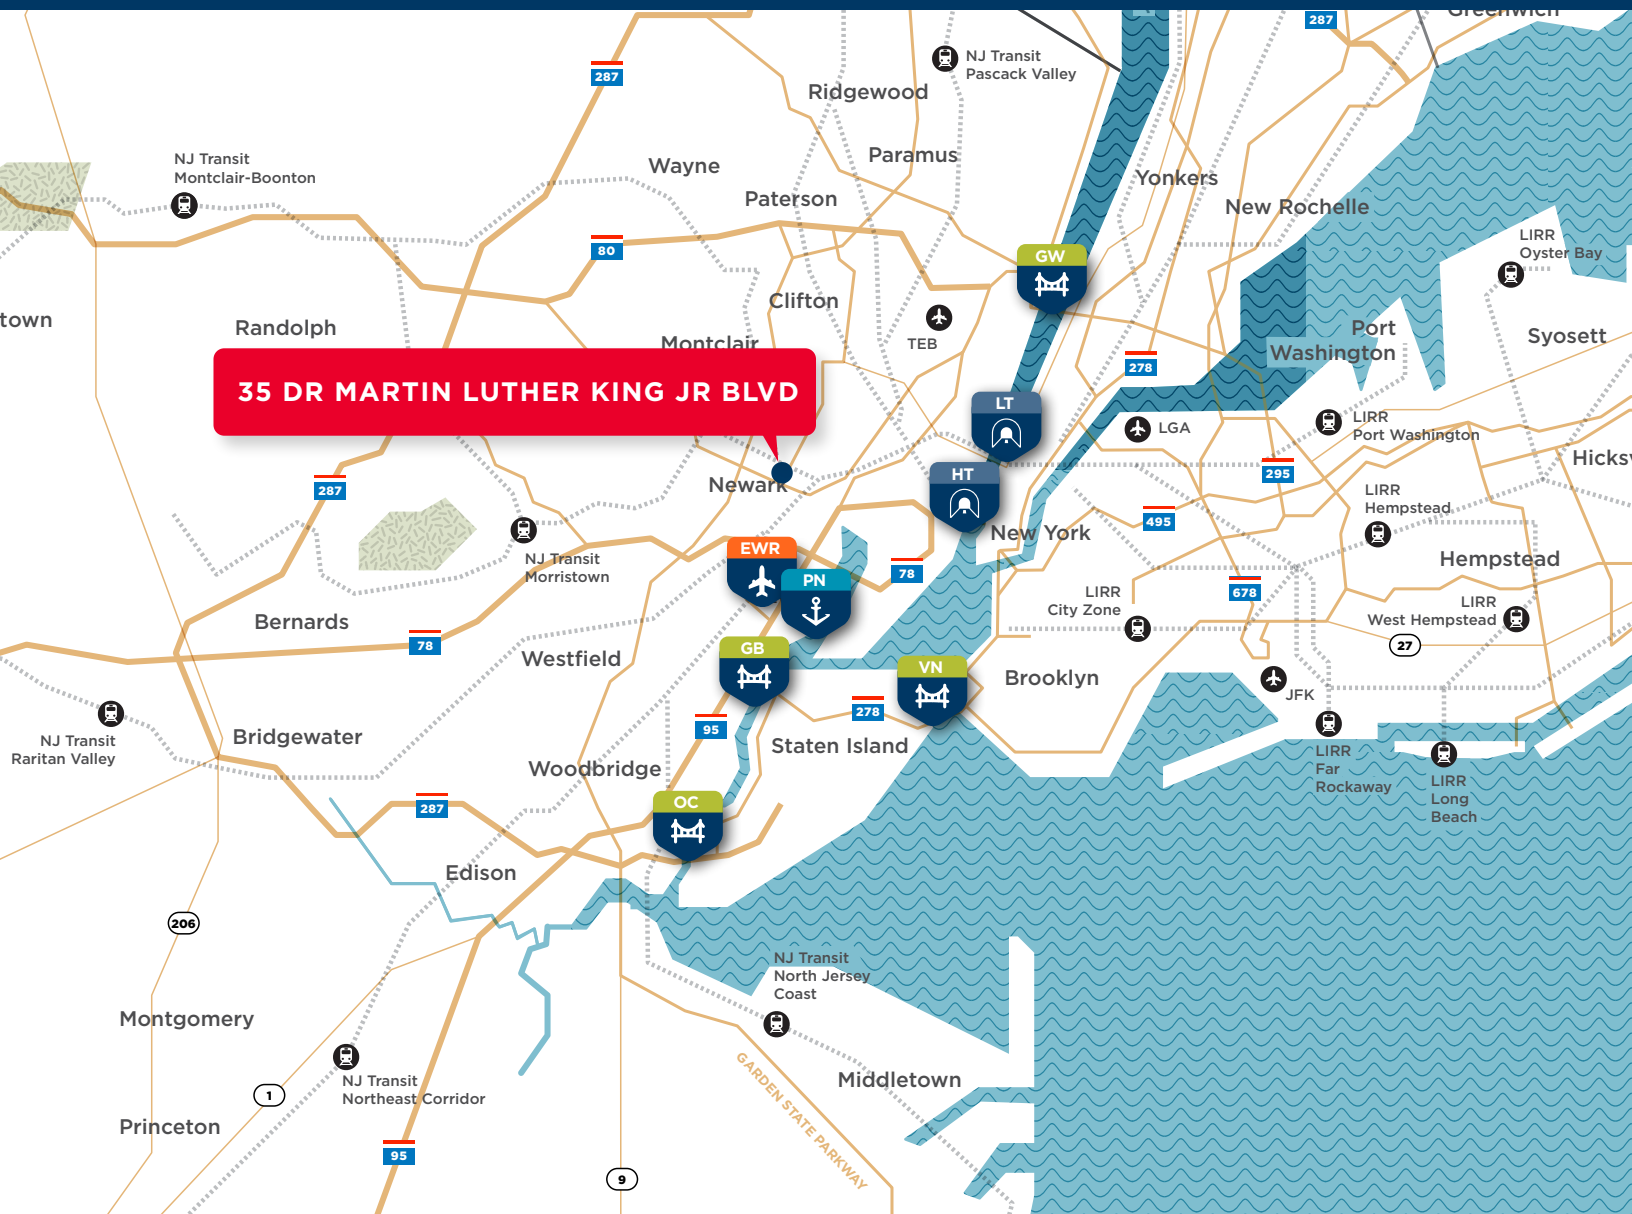 Greenwich
287
NJ Transit
Pascack Valley
287
Ridgewood
Paramus
NJ Transit
Montclair-Boonton
Wayne
Yonkers
Paterson
New Rochelle
LIRR
Oyster Bay
80
GW
Clifton
town
Randolph
TEB
Montclair
Port
Washington
Syosett
278
35 DR MARTIN LUTHER KING JR BLVD
LT
LGA
LIRR
Port Washington
Hicksv
295
HT
287
Newark
LIRR
Hempstead
495
New York
NJ Transit
Morristown
EWR
PN
78
Hempstead
678
LIRR
City Zone
LIRR
West Hempstead
27
Bernards
78
Westfield
GB
VN
Brooklyn
JFK
278
95
NJ Transit
Raritan Valley
Bridgewater
Staten Island
LIRR
Far
Rockaway
LIRR
Long
Beach
Woodbridge
287
OC
Edison
206
NJ Transit
North Jersey
Coast
Montgomery
NJ Transit
Northeast Corridor
1
Middletown
GARDEN STATE PARKWAY
Princeton
95
9